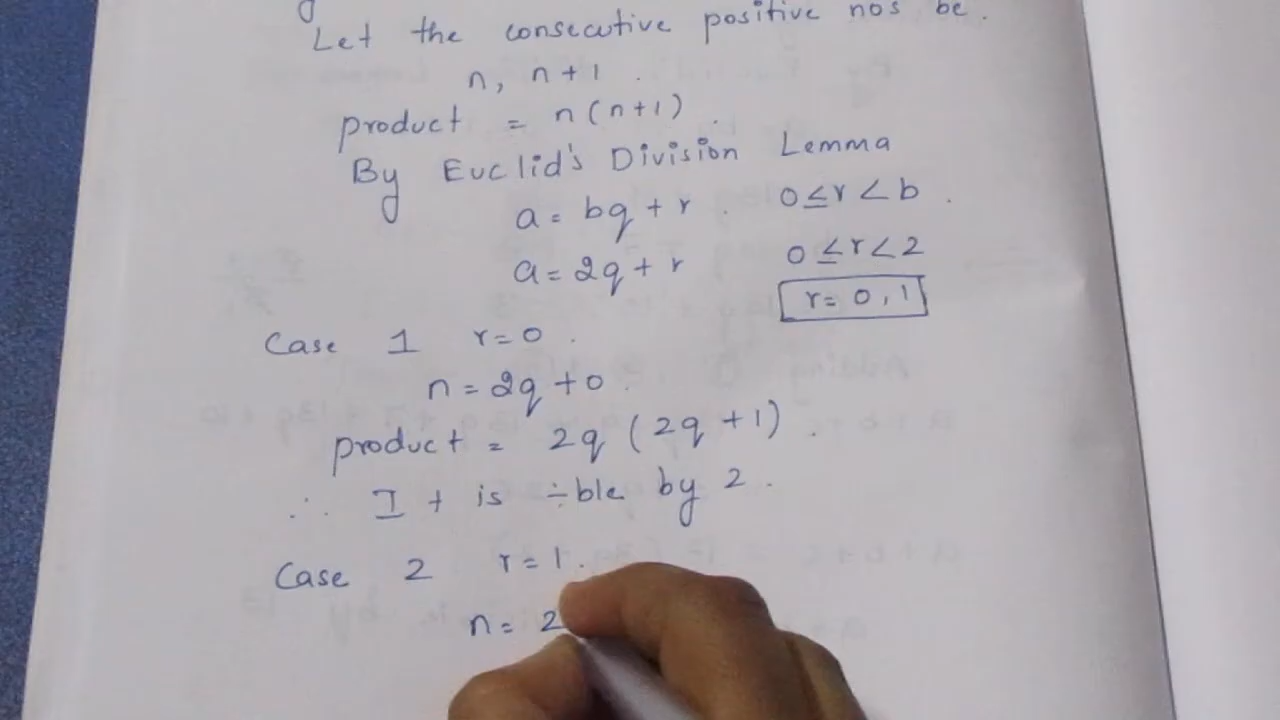 Let the consecutive positive nos be.
n, n+1.
product = n(n+1).
By Euclid's Division Lemma
a = bq + r. 0≤r<b.
a = 2q + r 0≤r<2
r= 0, 1
Case 1 r=0.
n = 2q +0.
product = 2q (2q +1).
∴ It is ÷ble by 2.
Case 2 r=1.
n= 2